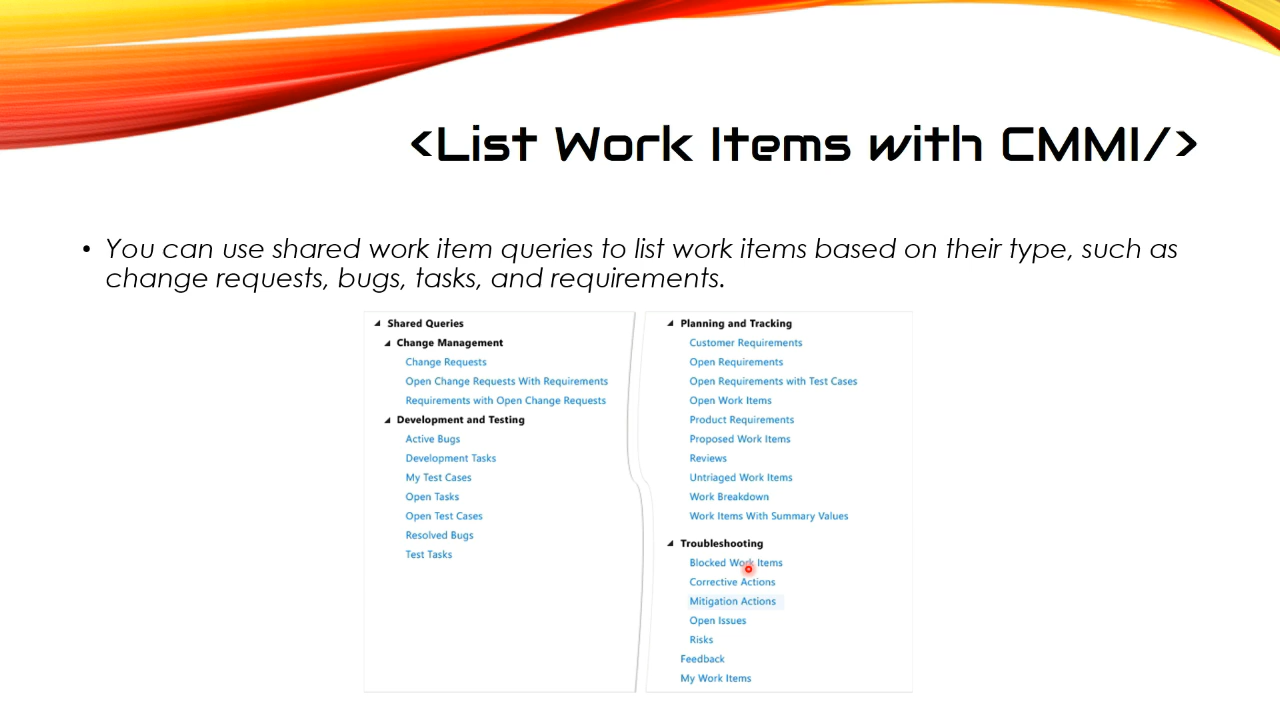 <List Work Items with CMMI/>
• You can use shared work item queries to list work items based on their type, such as
change requests, bugs, tasks, and requirements.
Shared Queries
Change Management
Change Requests
Open Change Requests With Requirements
Requirements with Open Change Requests
Development and Testing
Active Bugs
Development Tasks
My Test Cases
Open Tasks
Open Test Cases
Resolved Bugs
Test Tasks
Planning and Tracking
Customer Requirements
Open Requirements
Open Requirements with Test Cases
Open Work Items
Product Requirements
Proposed Work Items
Reviews
Untriaged Work Items
Work Breakdown
Work Items With Summary Values
Troubleshooting
Blocked Work Items
Corrective Actions
Mitigation Actions
Open Issues
Risks
Feedback
My Work Items